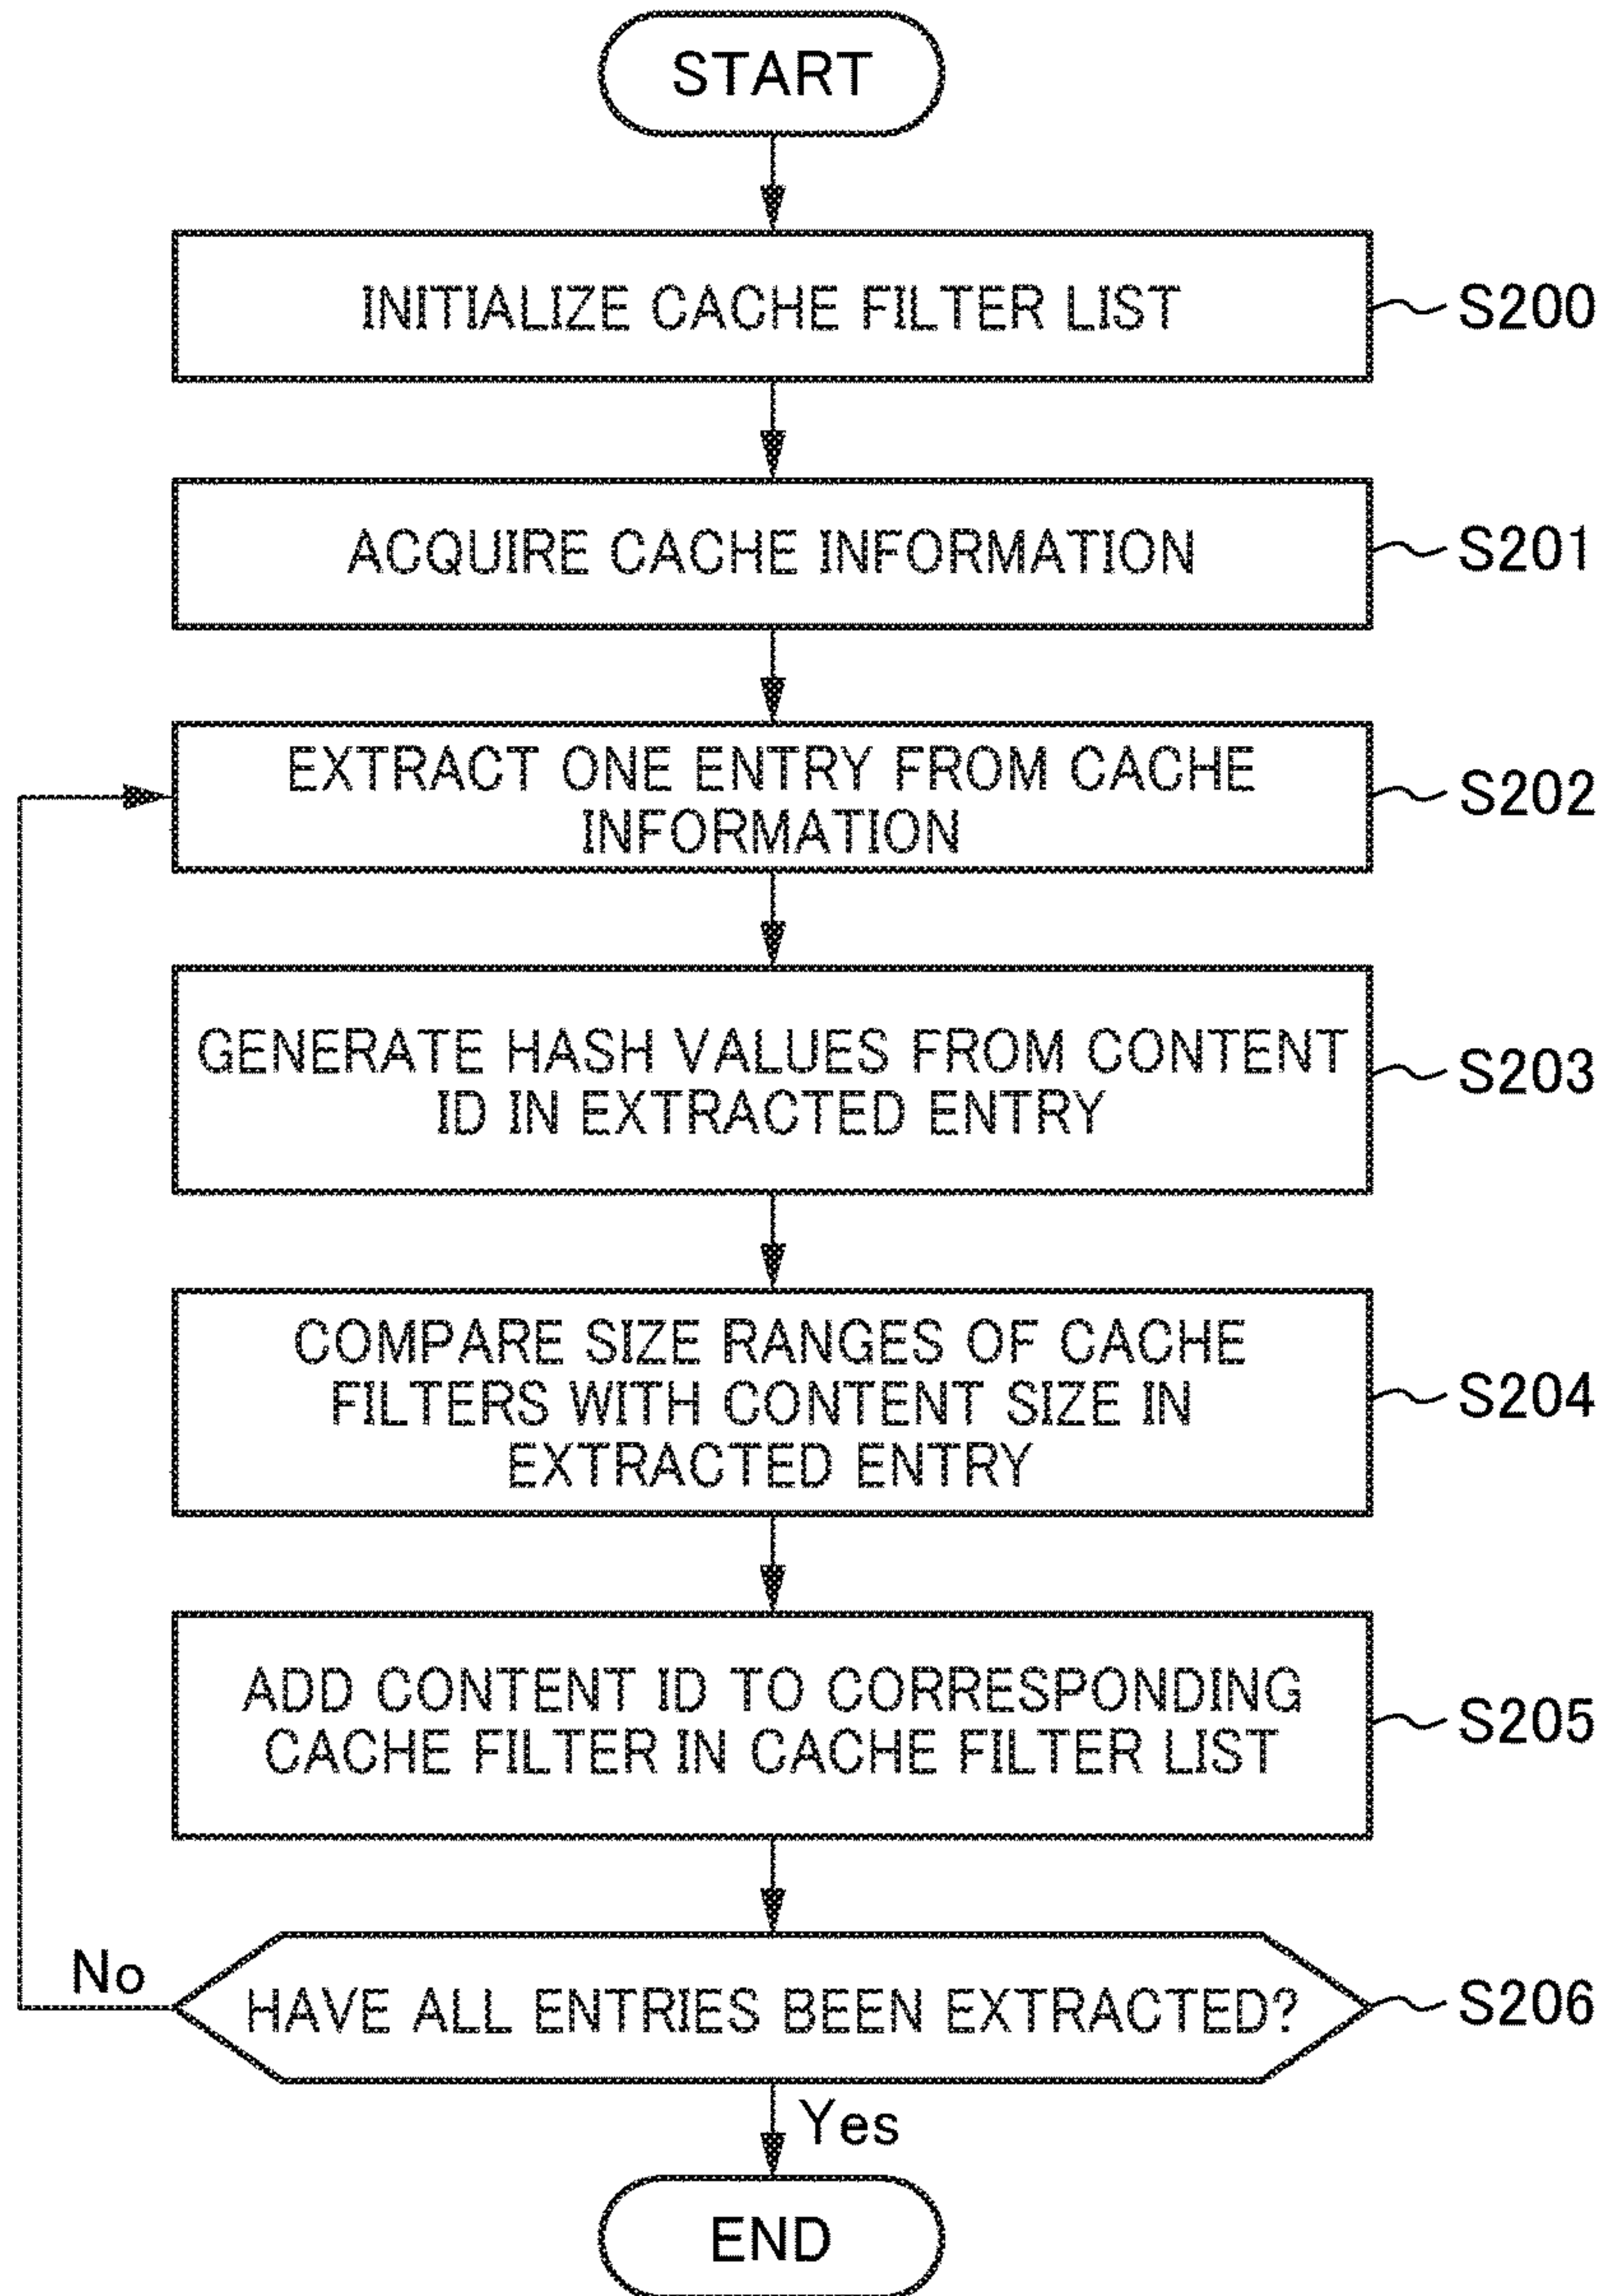 START
INITIALIZE CACHE FILTER LIST
S200
ACQUIRE CACHE INFORMATION
S201
EXTRACT ONE ENTRY FROM CACHE
INFORMATION
S202
GENERATE HASH VALUES FROM CONTENT
ID IN EXTRACTED ENTRY
S203
COMPARE SIZE RANGES OF CACHE
FILTERS WITH CONTENT SIZE IN
EXTRACTED ENTRY
S204
ADD CONTENT ID TO CORRESPONDING
CACHE FILTER IN CACHE FILTER LIST
S205
No
HAVE ALL ENTRIES BEEN EXTRACTED?
S206
Yes
END